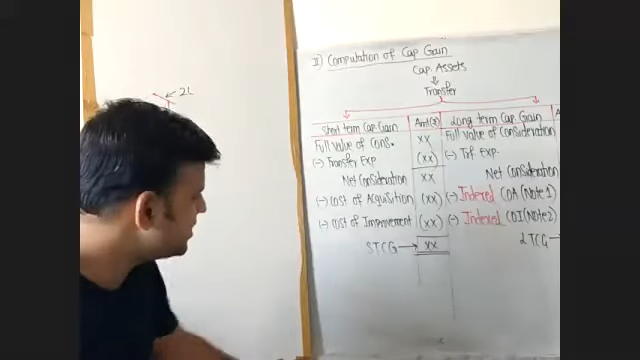 2L
II) Computation of Cap Gain
Cap. Assets
Transfer
Short term Cap. Gain Amt(₹) Long term Cap. Gain A
Full Value of Cons. XX Full Value of Consideration
(-) Transfer Exp (XX) (-) Trf Exp.
Net Consideration XX Net Consideration
(-) Cost of Acquisition (XX) (-) Indexed COA (Note 1)
(-) Cost of Improvement (XX) (-) Indexed COI (Note 2)
STCG → XX LTCG →